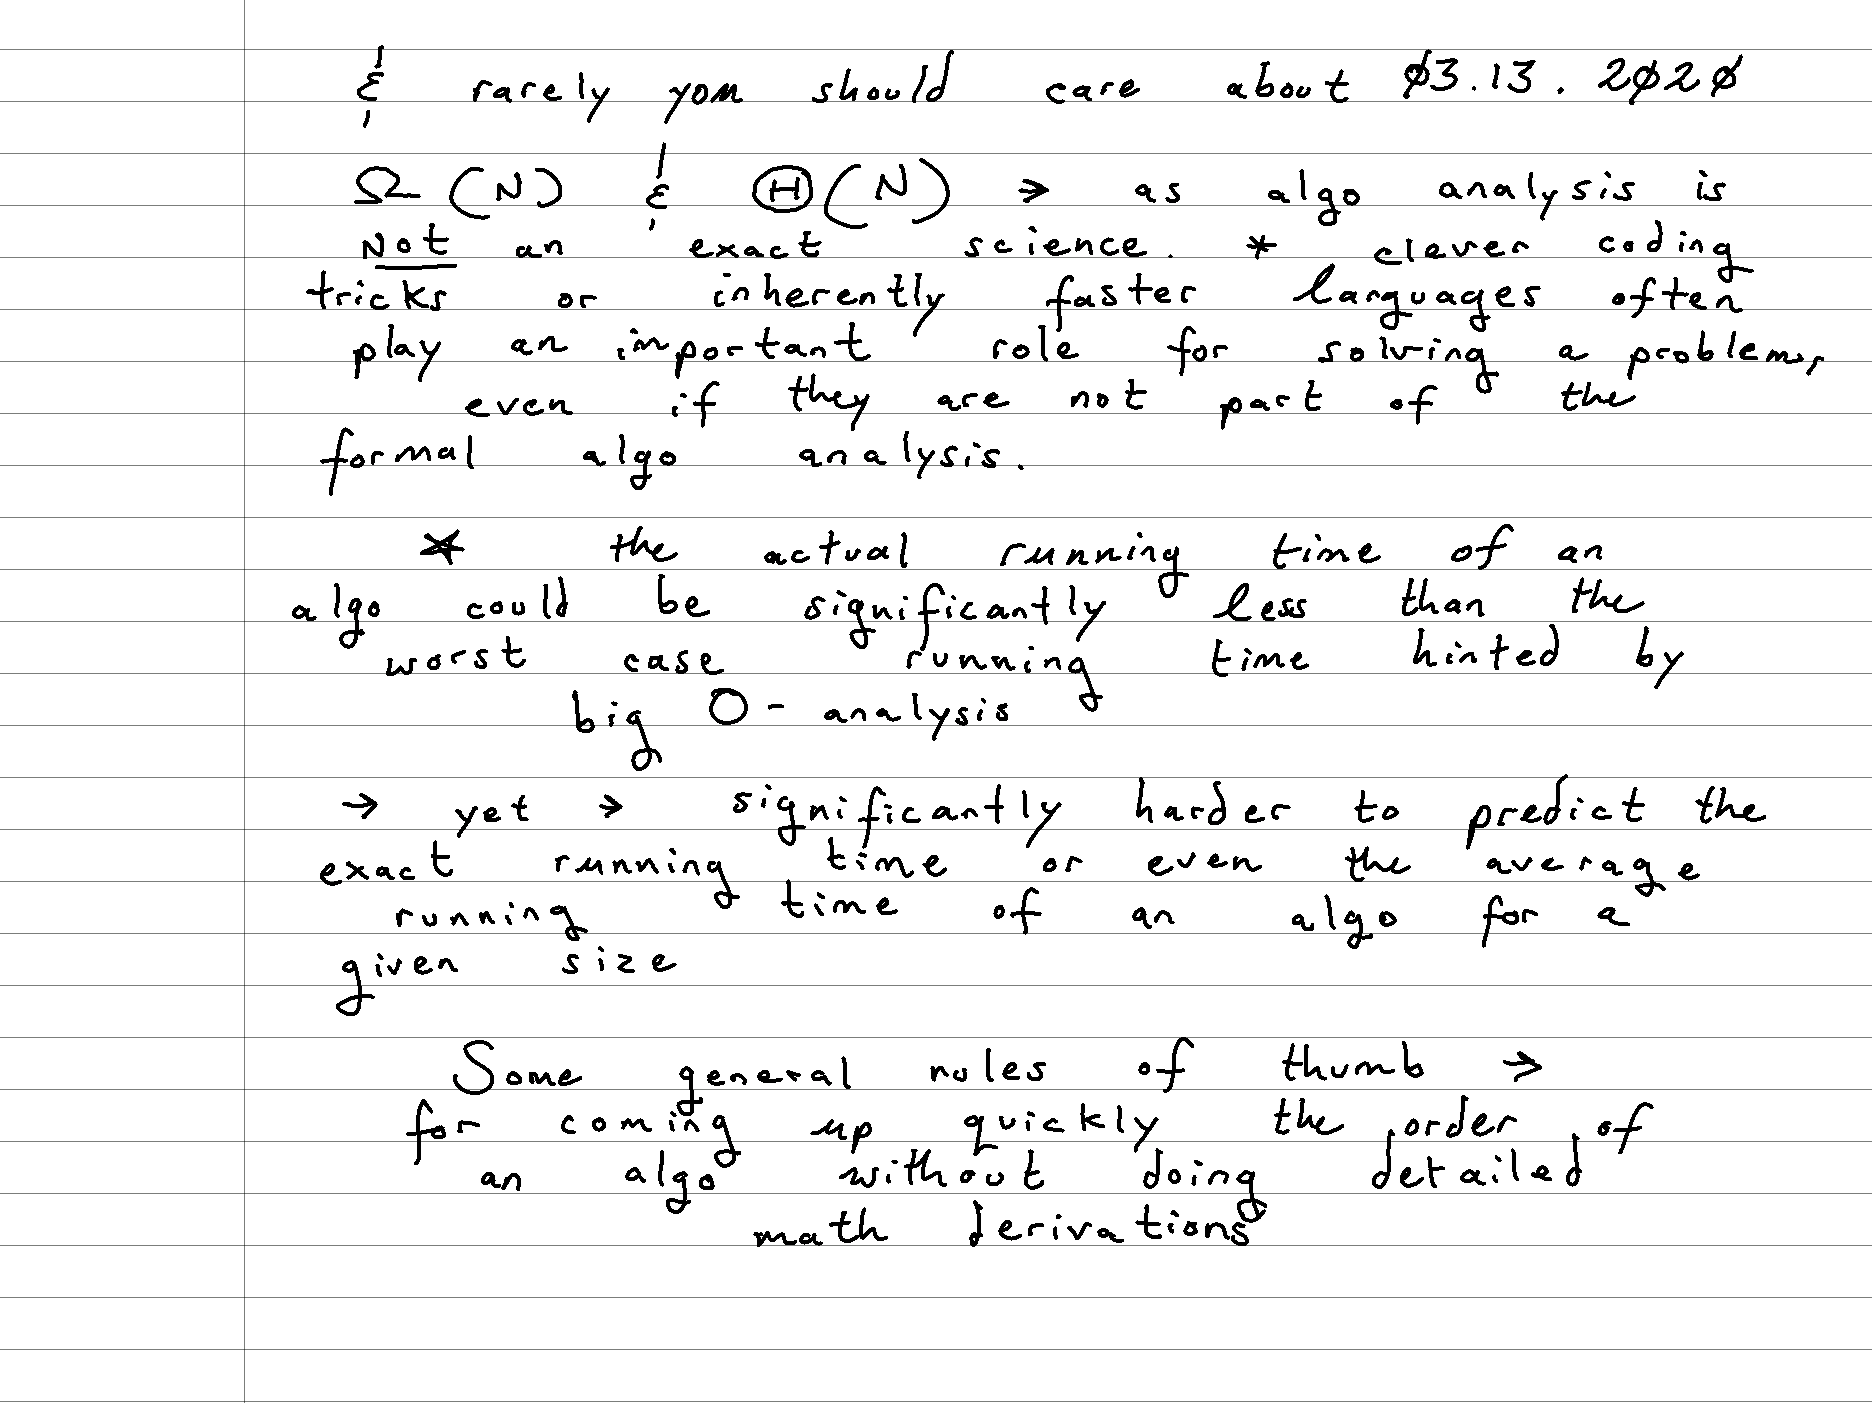 & rarely you should care about 03.13.2020
Ω(N) & Θ(N) → as algo analysis is
Not an exact science. * clever coding
tricks or inherently faster languages often
play an important role for solving a problem,
even if they are not part of the
formal algo analysis.
* the actual running time of an
algo could be significantly less than the
worst case running time hinted by
big O-analysis
→ yet → significantly harder to predict the
exact running time or even the average
running time of an algo for a
given size
Some general rules of thumb →
for coming up quickly the order of
an algo without doing detailed
math derivations